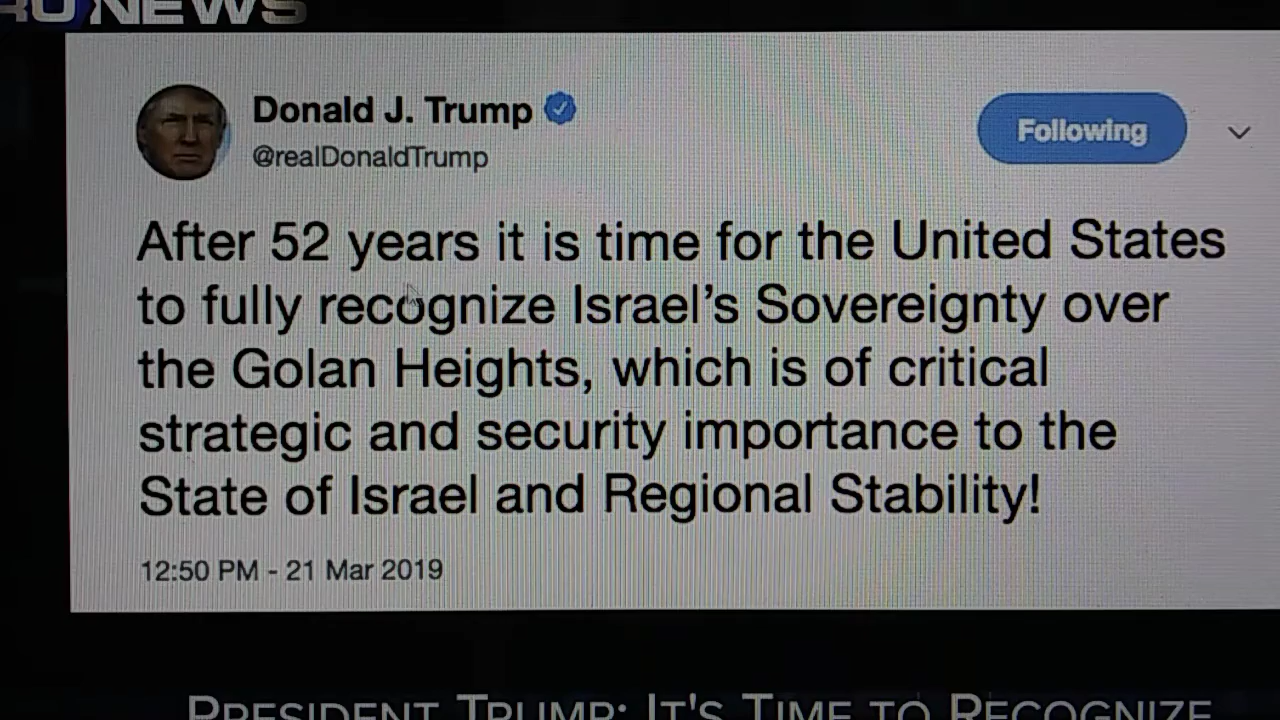 NEWS
Donald J. Trump
@realDonaldTrump
Following
After 52 years it is time for the United States
to fully recognize Israel's Sovereignty over
the Golan Heights, which is of critical
strategic and security importance to the
State of Israel and Regional Stability!
12:50 PM - 21 Mar 2019
PRESIDENT TRUMP: IT'S TIME TO RECOGNIZE